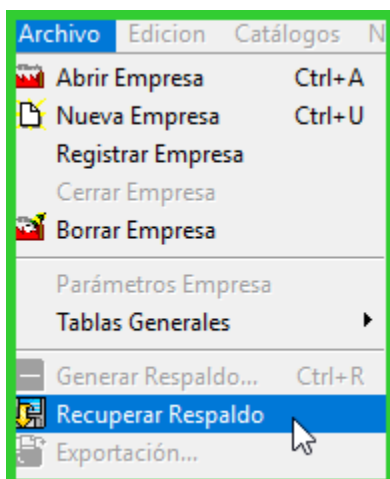 Archivo Edicion Catálogos N
Abrir Empresa Ctrl+A
Nueva Empresa Ctrl+U
Registrar Empresa
Cerrar Empresa
Borrar Empresa
Parámetros Empresa
Tablas Generales
Generar Respaldo... Ctrl+R
Recuperar Respaldo
Exportación...